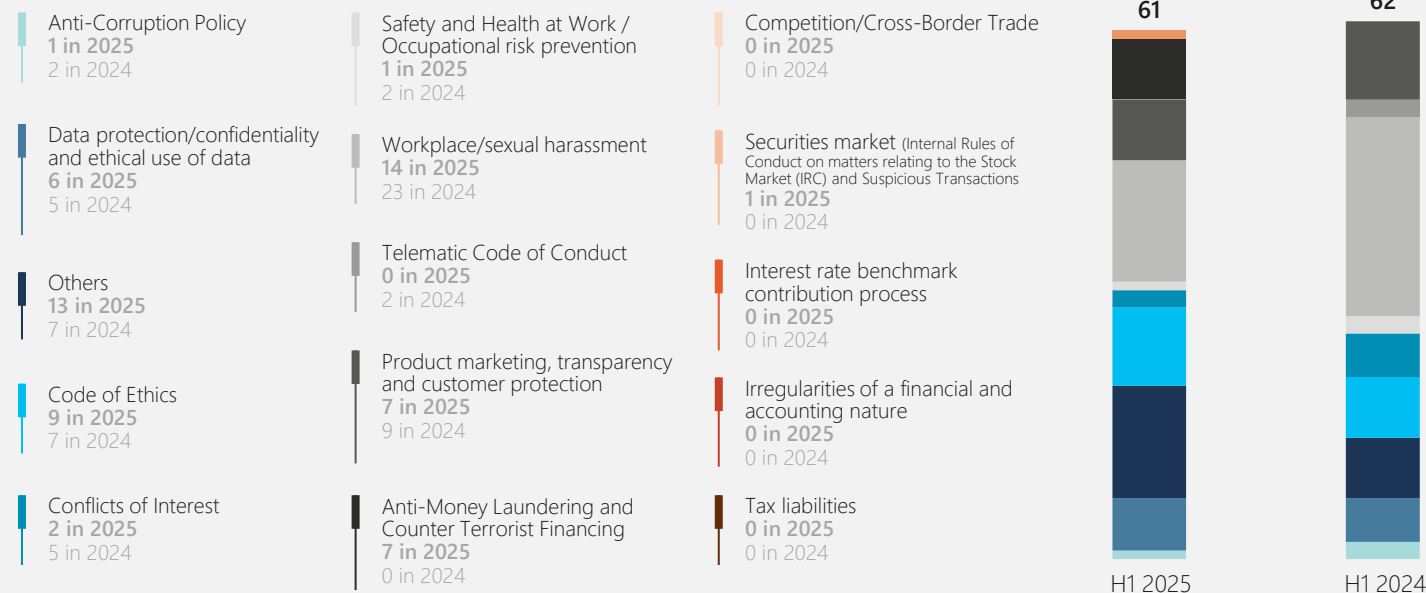 Anti-Corruption Policy
1 in 2025
2 in 2024
Data protection/confidentiality
and ethical use of data
6 in 2025
5 in 2024
Others
13 in 2025
7 in 2024
Code of Ethics
9 in 2025
7 in 2024
Conflicts of Interest
2 in 2025
5 in 2024
Safety and Health at Work /
Occupational risk prevention
1 in 2025
2 in 2024
Workplace/sexual harassment
14 in 2025
23 in 2024
Telematic Code of Conduct
0 in 2025
2 in 2024
Product marketing, transparency
and customer protection
7 in 2025
9 in 2024
Anti-Money Laundering and
Counter Terrorist Financing
7 in 2025
0 in 2024
Competition/Cross-Border Trade
0 in 2025
0 in 2024
Securities market (Internal Rules of
Conduct on matters relating to the Stock
Market (IRC) and Suspicious Transactions
1 in 2025
0 in 2024
Interest rate benchmark
contribution process
0 in 2025
0 in 2024
Irregularities of a financial and
accounting nature
0 in 2025
0 in 2024
Tax liabilities
0 in 2025
0 in 2024
61
62
H1 2025
H1 2024